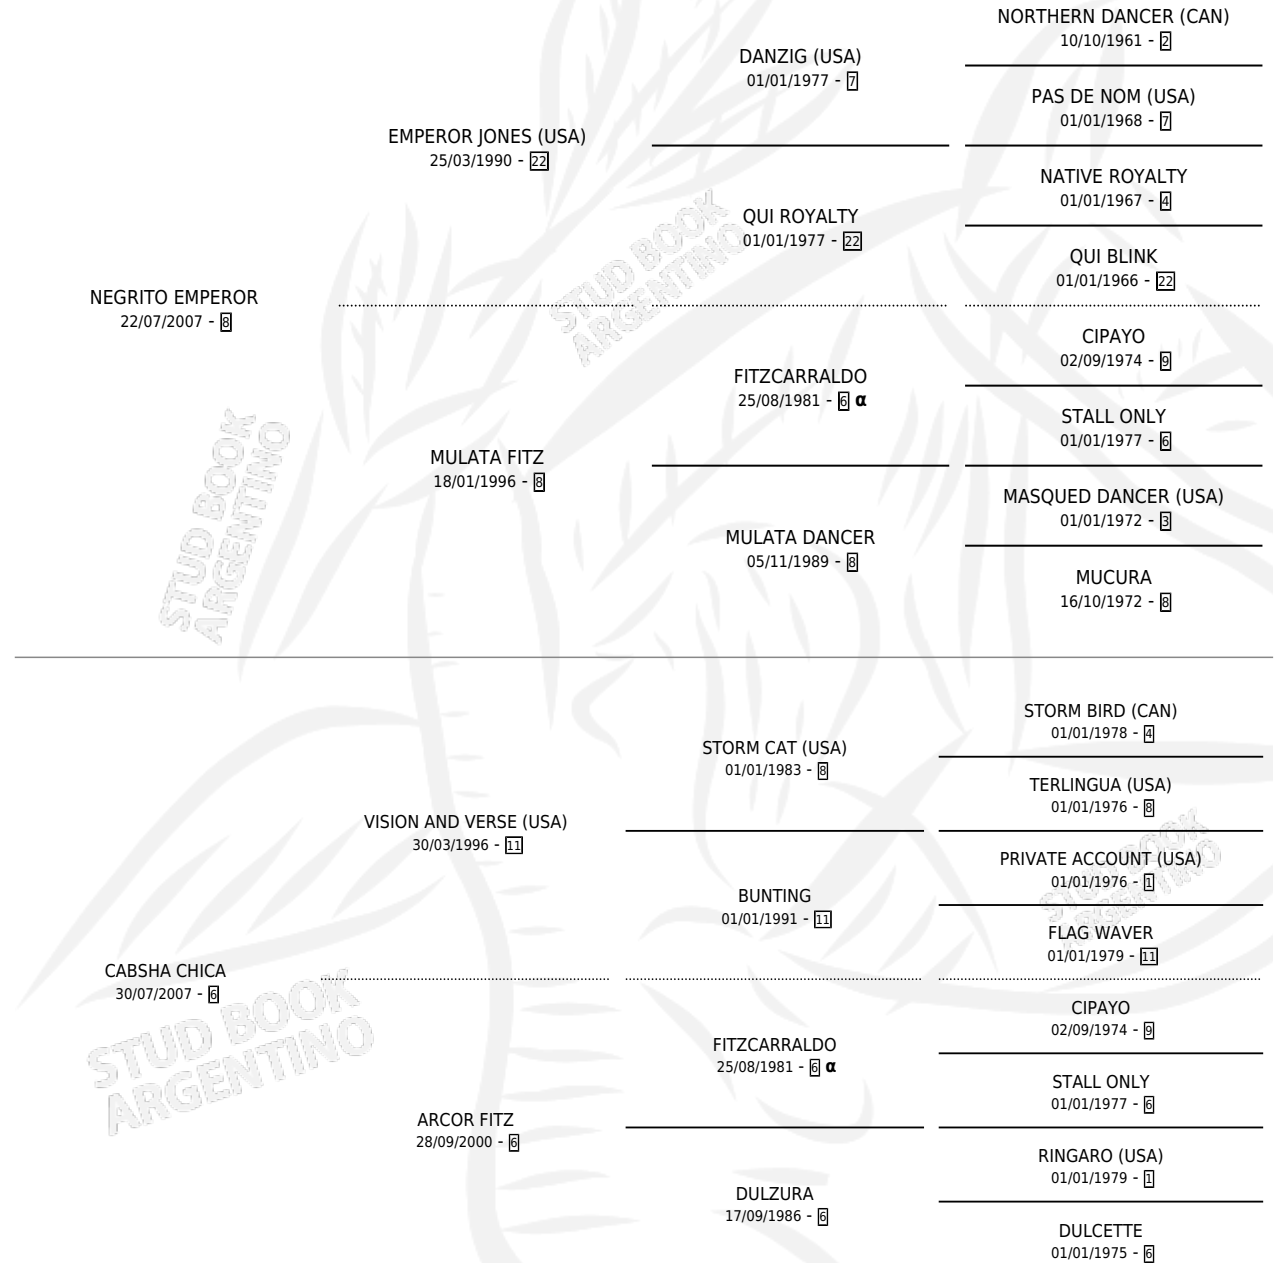 NORTHERN DANCER (CAN)
10/10/1961 - 2
DANZIG (USA)
01/01/1977 - 7
PAS DE NOM (USA)
01/01/1968 - 7
EMPEROR JONES (USA)
25/03/1990 - 22
NATIVE ROYALTY
01/01/1967 - 4
QUI ROYALTY
01/01/1977 - 22
QUI BLINK
01/01/1966 - 22
NEGRITO EMPEROR
22/07/2007 - 8
CIPAYO
02/09/1974 - 9
FITZCARRALDO
25/08/1981 - 6 α
STALL ONLY
01/01/1977 - 6
MULATA FITZ
18/01/1996 - 8
MASQUED DANCER (USA)
01/01/1972 - 3
MULATA DANCER
05/11/1989 - 8
MUCURA
16/10/1972 - 8
STORM BIRD (CAN)
01/01/1978 - 4
STORM CAT (USA)
01/01/1983 - 8
TERLINGUA (USA)
01/01/1976 - 8
VISION AND VERSE (USA)
30/03/1996 - 11
PRIVATE ACCOUNT (USA)
01/01/1976 - 1
BUNTING
01/01/1991 - 11
FLAG WAVER
01/01/1979 - 11
CABSHA CHICA
30/07/2007 - 6
CIPAYO
02/09/1974 - 9
FITZCARRALDO
25/08/1981 - 6 α
STALL ONLY
01/01/1977 - 6
ARCOR FITZ
28/09/2000 - 6
RINGARO (USA)
01/01/1979 - 1
DULZURA
17/09/1986 - 6
DULCETTE
01/01/1975 - 6
STUD BOOK
ARGENTINO
STUD BOOK
ARGENTINO
STUD BOOK
ARGENTINO
STUD BOOK
ARGENTINO